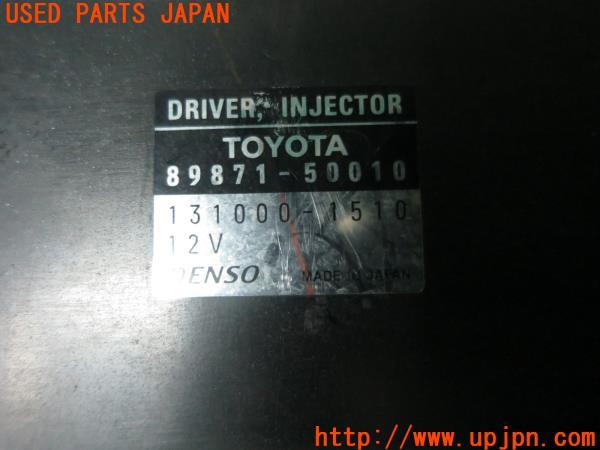 USED PARTS JAPAN
DRIVER, INJECTOR
TOYOTA
89871-50010
131000-1510
12V
DENSO MADE IN JAPAN
http://www.upjpn.com